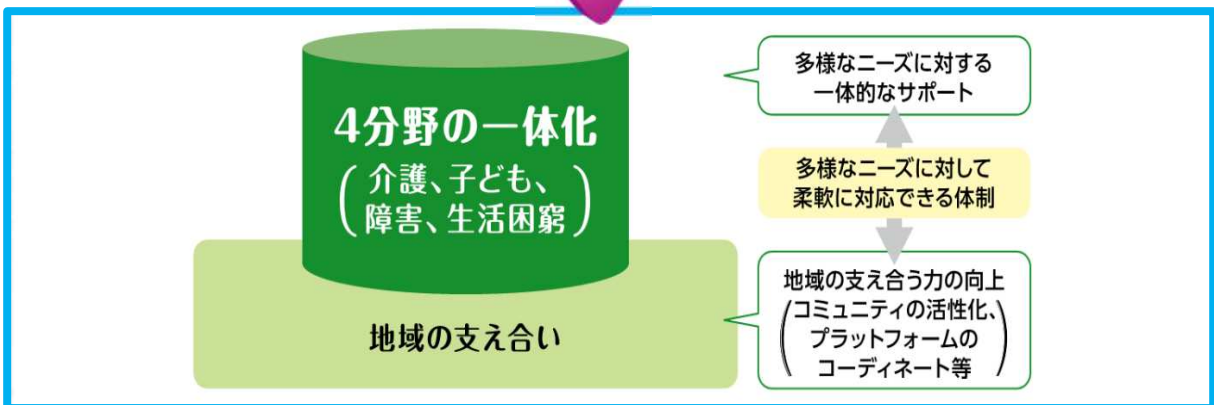 4分野の一体化
(介護、子ども、
障害、生活困窮)
地域の支え合い
多様なニーズに対する
一体的なサポート
多様なニーズに対して
柔軟に対応できる体制
地域の支え合う力の向上
(コミュニティの活性化、
プラットフォームの
コーディネート等)